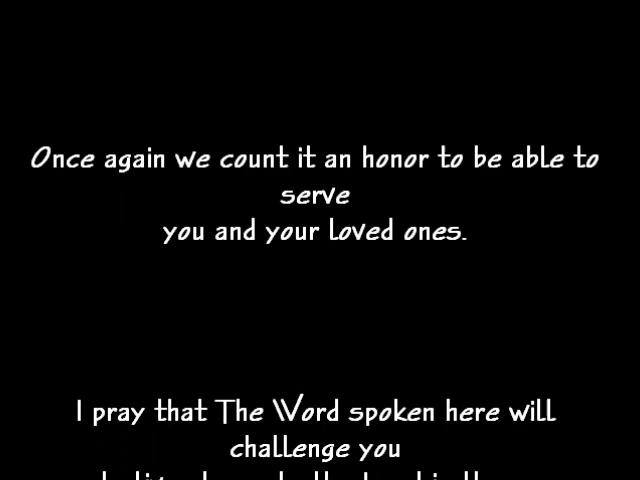 Once again we count it an honor to be able to
serve
you and your loved ones.
I pray that The Word spoken here will
challenge you